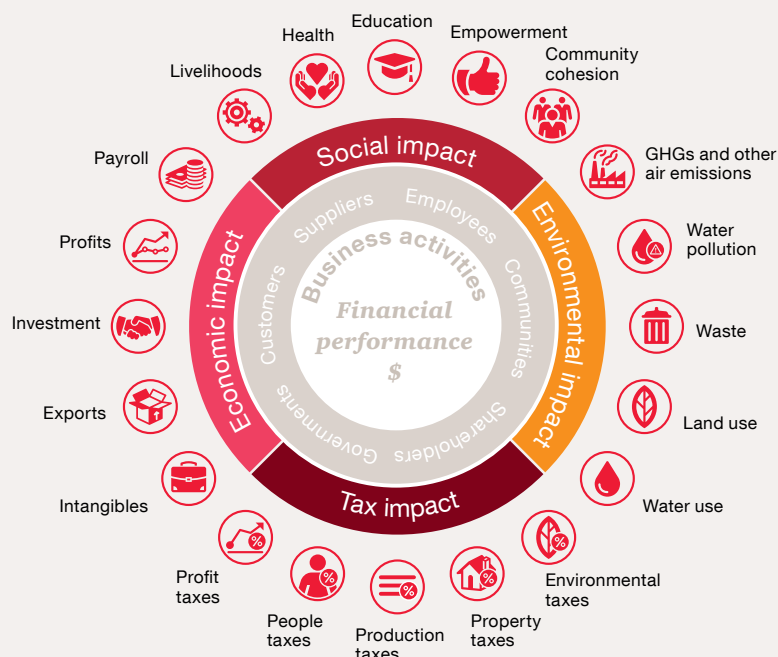 Education
Health
Empowerment
Livelihoods
Community
cohesion
Payroll
GHGs and other
air emissions
Profits
Water
pollution
Investment
Waste
Exports
Land use
Intangibles
Water use
Profit
taxes
Environmental
taxes
People
taxes
Property
taxes
Production
taxes
Social impact
Environmental impact
Tax impact
Economic impact
Suppliers
Employees
Communities
Shareholders
Governments
Customers
Business activities
Financial
performance
$
%
%
%
%
%